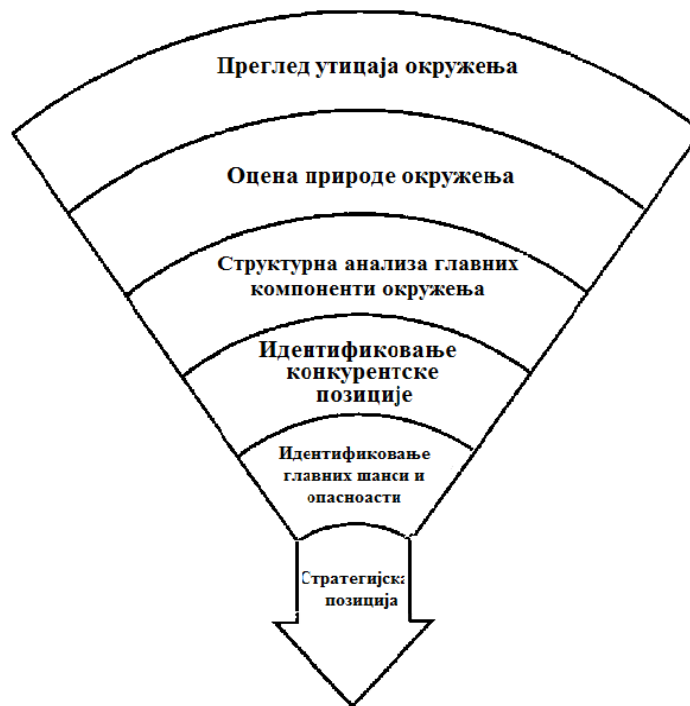 Преглед утицаја окружења
Оцена природе окружења
Структурна анализа главних
компоненти окружења
Идентификовање
конкурентске
позиције
Идентификовање
главних шанси и
опасноасти
Стратегијска
позиција